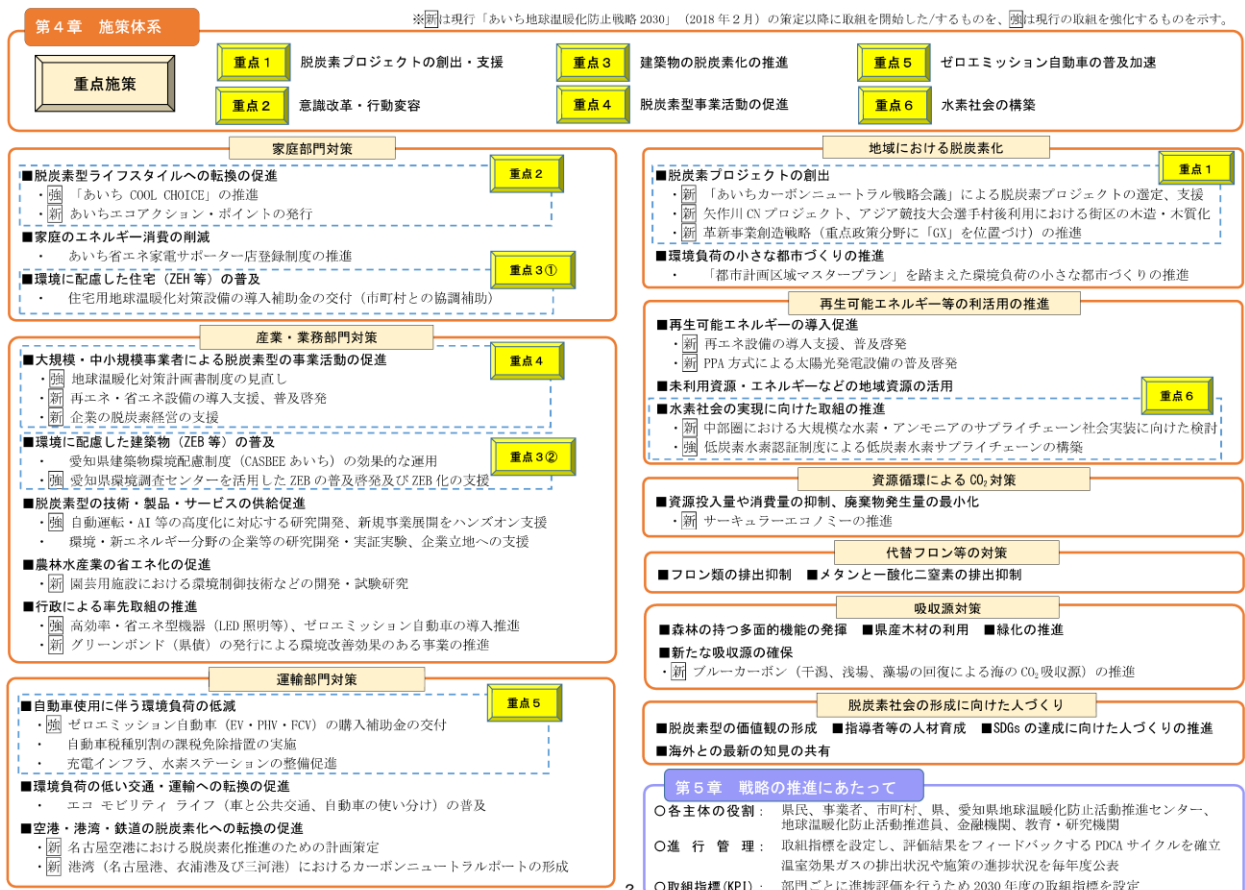 第４章　施策体系
※新は現行「あいち地球温暖化防止戦略 2030」（2018 年２月）の策定以降に取組を開始した/するものを、強は現行の取組を強化するものを示す。
重点施策
重点１　脱炭素プロジェクトの創出・支援
重点２　意識改革・行動変容
重点３　建築物の脱炭素化の推進
重点４　脱炭素型事業活動の促進
重点５　ゼロエミッション自動車の普及加速
重点６　水素社会の構築
家庭部門対策
重点２
■脱炭素型ライフスタイルへの転換の促進
・強 「あいち COOL CHOICE」の推進
・新 あいちエコアクション・ポイントの発行
■家庭のエネルギー消費の削減
・ あいち省エネ家電サポーター店登録制度の推進
重点３①
■環境に配慮した住宅（ZEH 等）の普及
・ 住宅用地球温暖化対策設備の導入補助金の交付（市町村との協調補助）
産業・業務部門対策
重点４
■大規模・中小規模事業者による脱炭素型の事業活動の促進
・強 地球温暖化対策計画書制度の見直し
・新 再エネ・省エネ設備の導入支援、普及啓発
・新 企業の脱炭素経営の支援
重点３②
■環境に配慮した建築物（ZEB 等）の普及
・ 愛知県建築物環境配慮制度（CASBEE あいち）の効果的な運用
・強 愛知県環境調査センターを活用した ZEB の普及啓発及び ZEB 化の支援
■脱炭素型の技術・製品・サービスの供給促進
・強 自動運転・AI 等の高度化に対応する研究開発、新規事業展開をハンズオン支援
・ 環境・新エネルギー分野の企業等の研究開発・実証実験、企業立地への支援
■農林水産業の省エネ化の促進
・新 園芸用施設における環境制御技術などの開発・試験研究
■行政による率先取組の推進
・強 高効率・省エネ型機器（LED 照明等）、ゼロエミッション自動車の導入推進
・新 グリーンボンド（県債）の発行による環境改善効果のある事業の推進
運輸部門対策
重点５
■自動車使用に伴う環境負荷の低減
・強 ゼロエミッション自動車（EV・PHV・FCV）の購入補助金の交付
・ 自動車税種別割の課税免除措置の実施
・ 充電インフラ、水素ステーションの整備促進
■環境負荷の低い交通・運輸への転換の促進
・ エコ モビリティ ライフ（車と公共交通、自動車の使い分け）の普及
■空港・港湾・鉄道の脱炭素化への転換の促進
・新 名古屋空港における脱炭素化推進のための計画策定
・新 港湾（名古屋港、衣浦港及び三河港）におけるカーボンニュートラルポートの形成
地域における脱炭素化
重点１
■脱炭素プロジェクトの創出
・新 「あいちカーボンニュートラル戦略会議」による脱炭素プロジェクトの選定、支援
・新 矢作川 CN プロジェクト、アジア競技大会選手村後利用における街区の木造・木質化
・新 革新事業創造戦略（重点政策分野に「GX」を位置づけ）の推進
■環境負荷の小さな都市づくりの推進
・ 「都市計画区域マスタープラン」を踏まえた環境負荷の小さな都市づくりの推進
再生可能エネルギー等の利活用の推進
■再生可能エネルギーの導入促進
・新 再エネ設備の導入支援、普及啓発
・新 PPA 方式による太陽光発電設備の普及啓発
■未利用資源・エネルギーなどの地域資源の活用
重点６
■水素社会の実現に向けた取組の推進
・新 中部圏における大規模な水素・アンモニアのサプライチェーン社会実装に向けた検討
・強 低炭素水素認証制度による低炭素水素サプライチェーンの構築
資源循環による CO₂ 対策
■資源投入量や消費量の抑制、廃棄物発生量の最小化
・新 サーキュラーエコノミーの推進
代替フロン等の対策
■フロン類の排出抑制　■メタンと一酸化二窒素の排出抑制
吸収源対策
■森林の持つ多面的機能の発揮　■県産木材の利用　■緑化の推進
■新たな吸収源の確保
・新 ブルーカーボン（干潟、浅場、藻場の回復による海の CO₂ 吸収源）の推進
脱炭素社会の形成に向けた人づくり
■脱炭素型の価値観の形成　■指導者等の人材育成　■SDGs の達成に向けた人づくりの推進
■海外との最新の知見の共有
第５章　戦略の推進にあたって
○各主体の役割： 県民、事業者、市町村、県、愛知県地球温暖化防止活動推進センター、
地球温暖化防止活動推進員、金融機関、教育・研究機関
○進 行 管 理： 取組指標を設定し、評価結果をフィードバックする PDCA サイクルを確立
温室効果ガスの排出状況や施策の進捗状況を毎年度公表
○取組指標(KPI)： 部門ごとに進捗評価を行うため 2030 年度の取組指標を設定